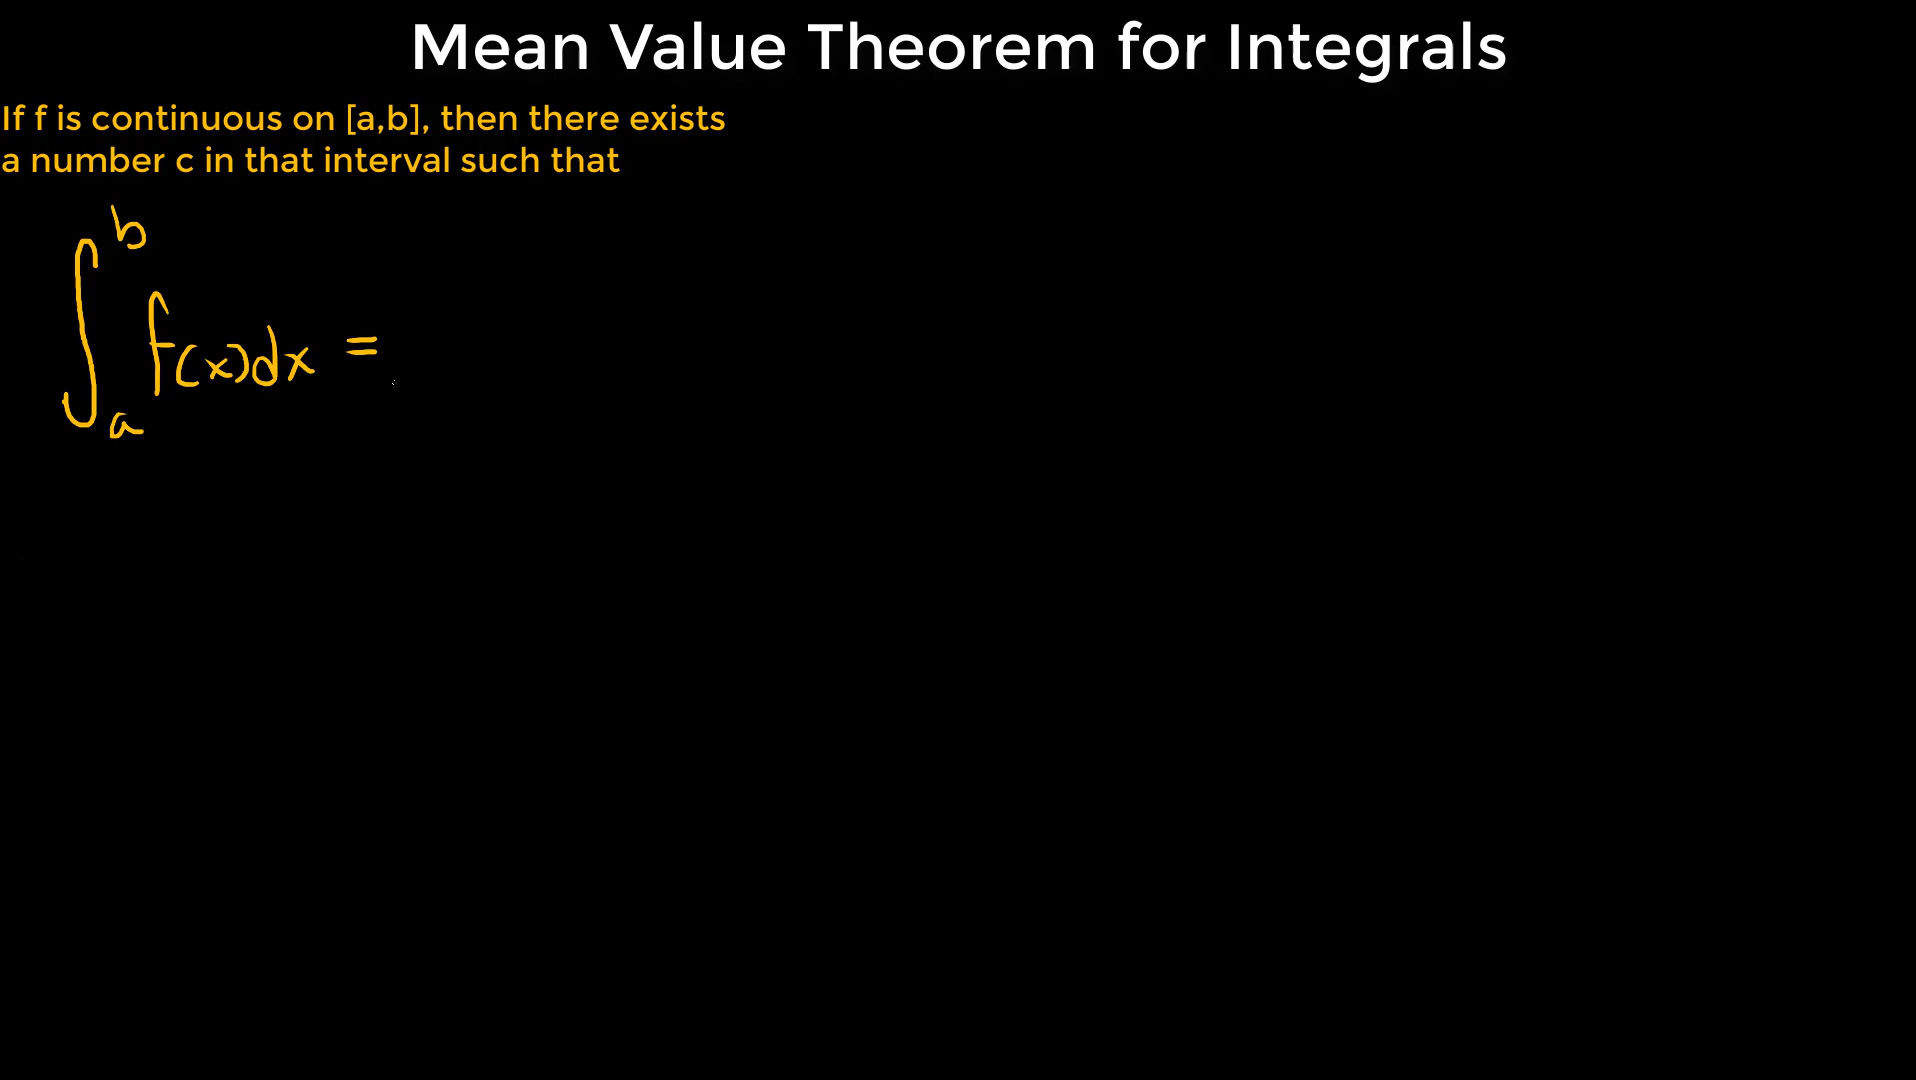 Mean Value Theorem for Integrals
If f is continuous on [a,b], then there exists
a number c in that interval such that
∫_a^b f(x)dx =